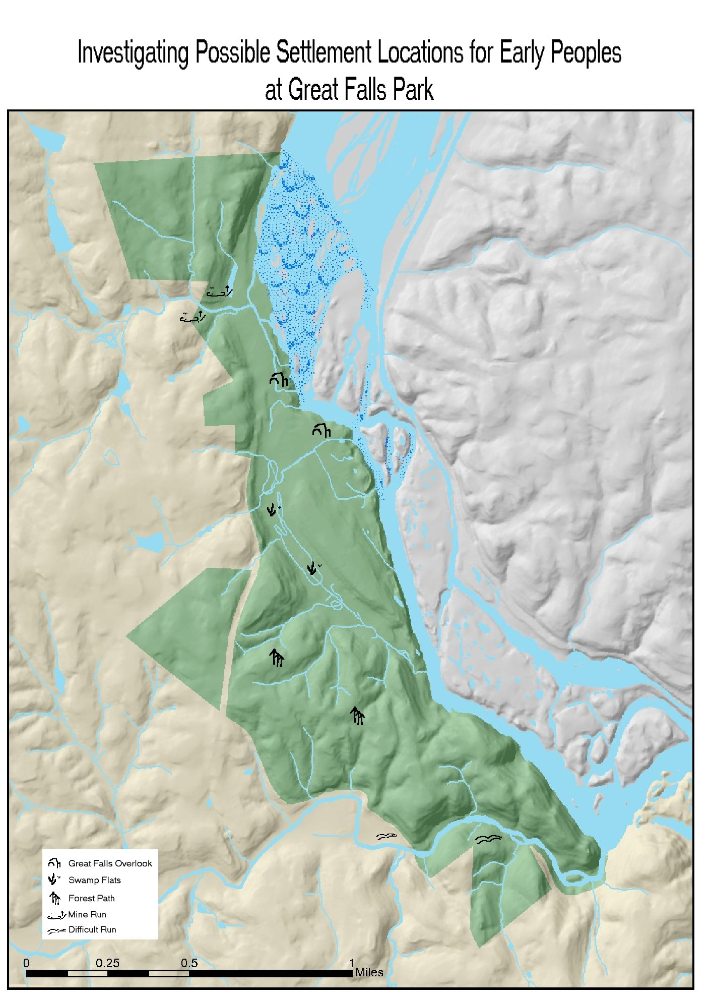 Investigating Possible Settlement Locations for Early Peoples
at Great Falls Park
Great Falls Overlook
Swamp Flats
Forest Path
Mine Run
Difficult Run
0 0.25 0.5 1
Miles